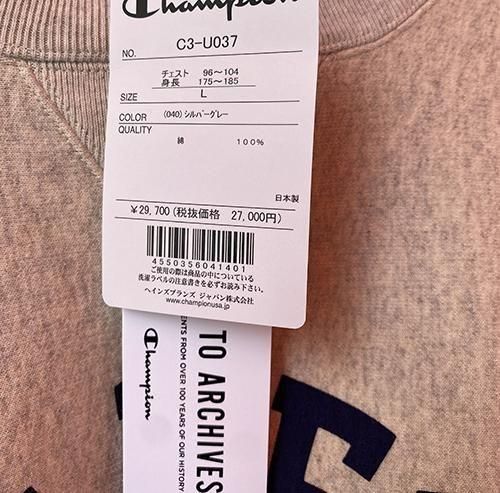 Champion
NO. C3-U037
チェスト 96～104
身長 175～185
SIZE L
COLOR (040)シルバーグレー
QUALITY
綿 100%
日本製
¥29,700(税抜価格 27,000円)
4550356041401
ご使用の際は商品の中についている
洗濯ラベルの注意書きを必ずお読み下さい。
ヘインズブランズ ジャパン株式会社
www.championusa.jp
TO ARCHIVES
ENTS FROM OVER 100 YEARS OF OUR HISTORY
Champion
E